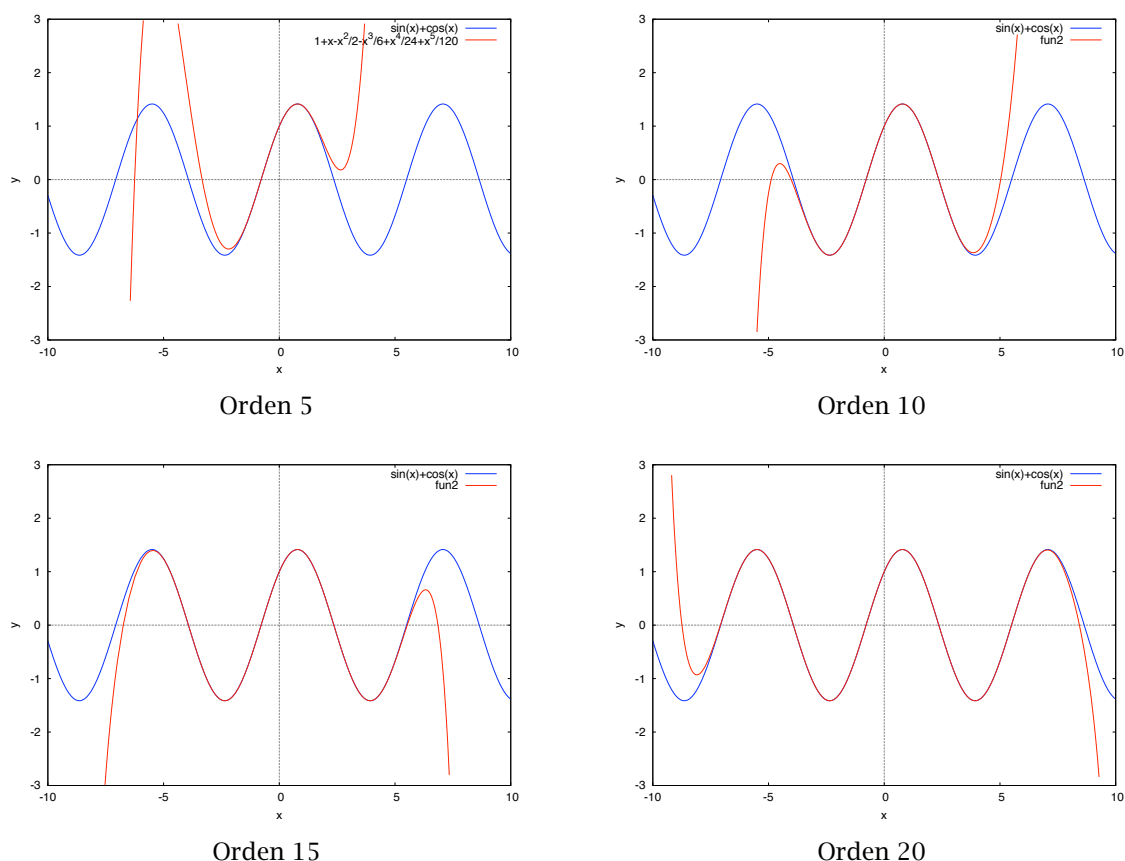 3
sin(x)+cos(x)
1+x-x^2/2-x^3/6+x^4/24+x^5/120
2
1
y
0
-1
-2
-3
-10 -5 0 5 10
x
Orden 5
3
sin(x)+cos(x)
fun2
2
1
y
0
-1
-2
-3
-10 -5 0 5 10
x
Orden 10
3
sin(x)+cos(x)
fun2
2
1
y
0
-1
-2
-3
-10 -5 0 5 10
x
Orden 15
3
sin(x)+cos(x)
fun2
2
1
y
0
-1
-2
-3
-10 -5 0 5 10
x
Orden 20